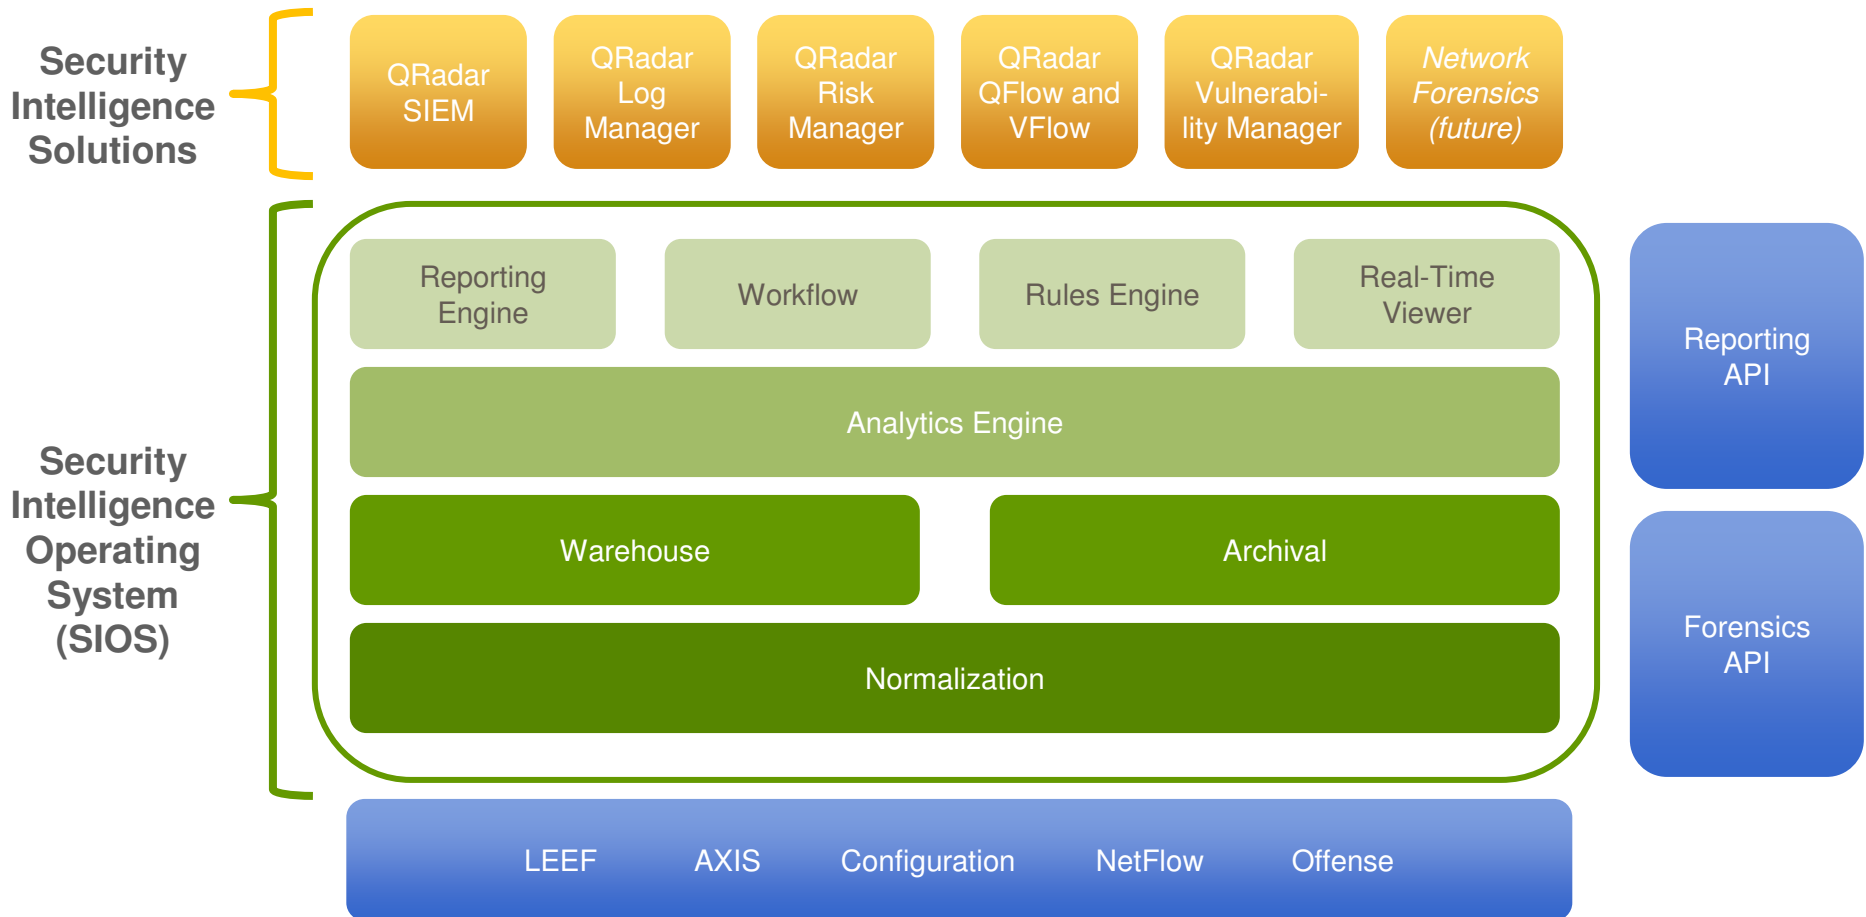 Security
Intelligence
Solutions
QRadar
SIEM
QRadar
Log
Manager
QRadar
Risk
Manager
QRadar
QFlow and
VFlow
QRadar
Vulnerabi-
lity Manager
Network
Forensics
(future)
Security
Intelligence
Operating
System
(SIOS)
Reporting
Engine
Workflow
Rules Engine
Real-Time
Viewer
Analytics Engine
Warehouse
Archival
Normalization
Reporting
API
Forensics
API
LEEF AXIS Configuration NetFlow Offense